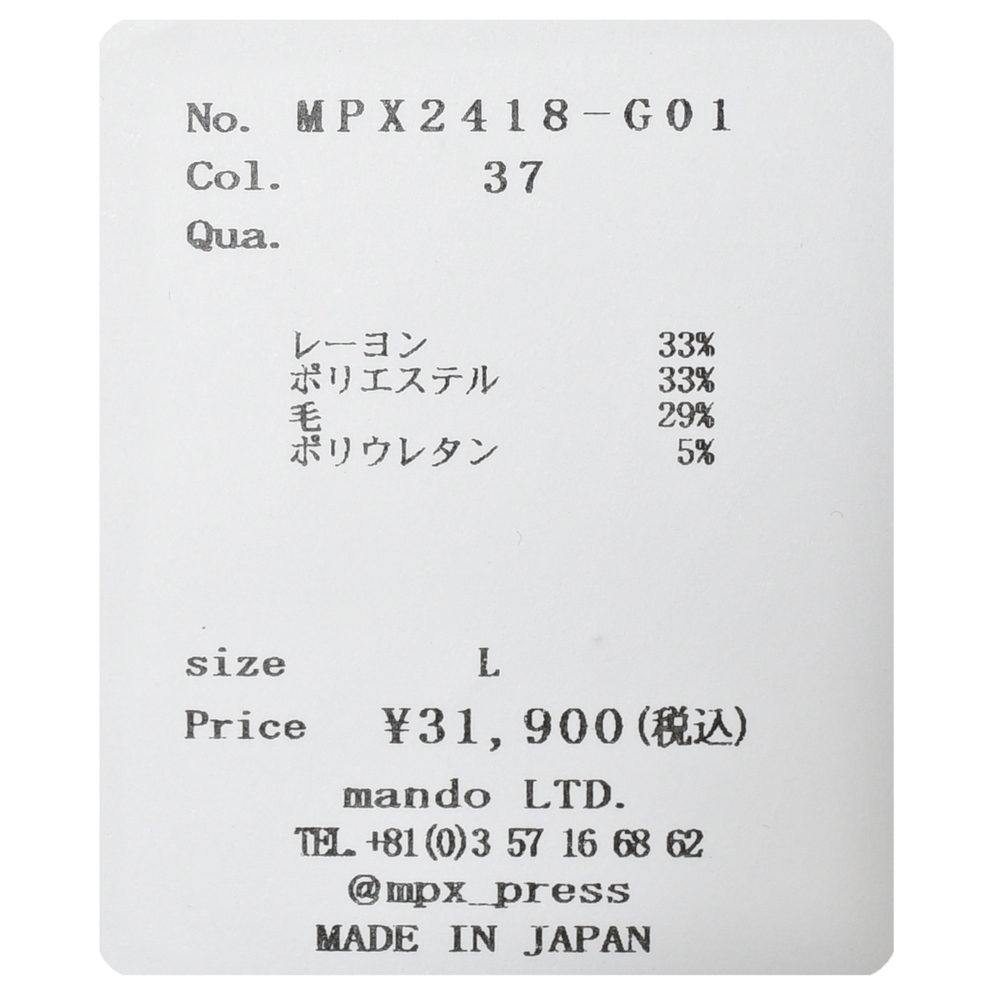 No. MPX2418-G01
Col. 37
Qua.
レーヨン 33%
ポリエステル 33%
毛 29%
ポリウレタン 5%
size L
Price ¥31,900(税込)
mando LTD.
TEL. +81(0)3 57 16 68 62
@mpx_press
MADE IN JAPAN